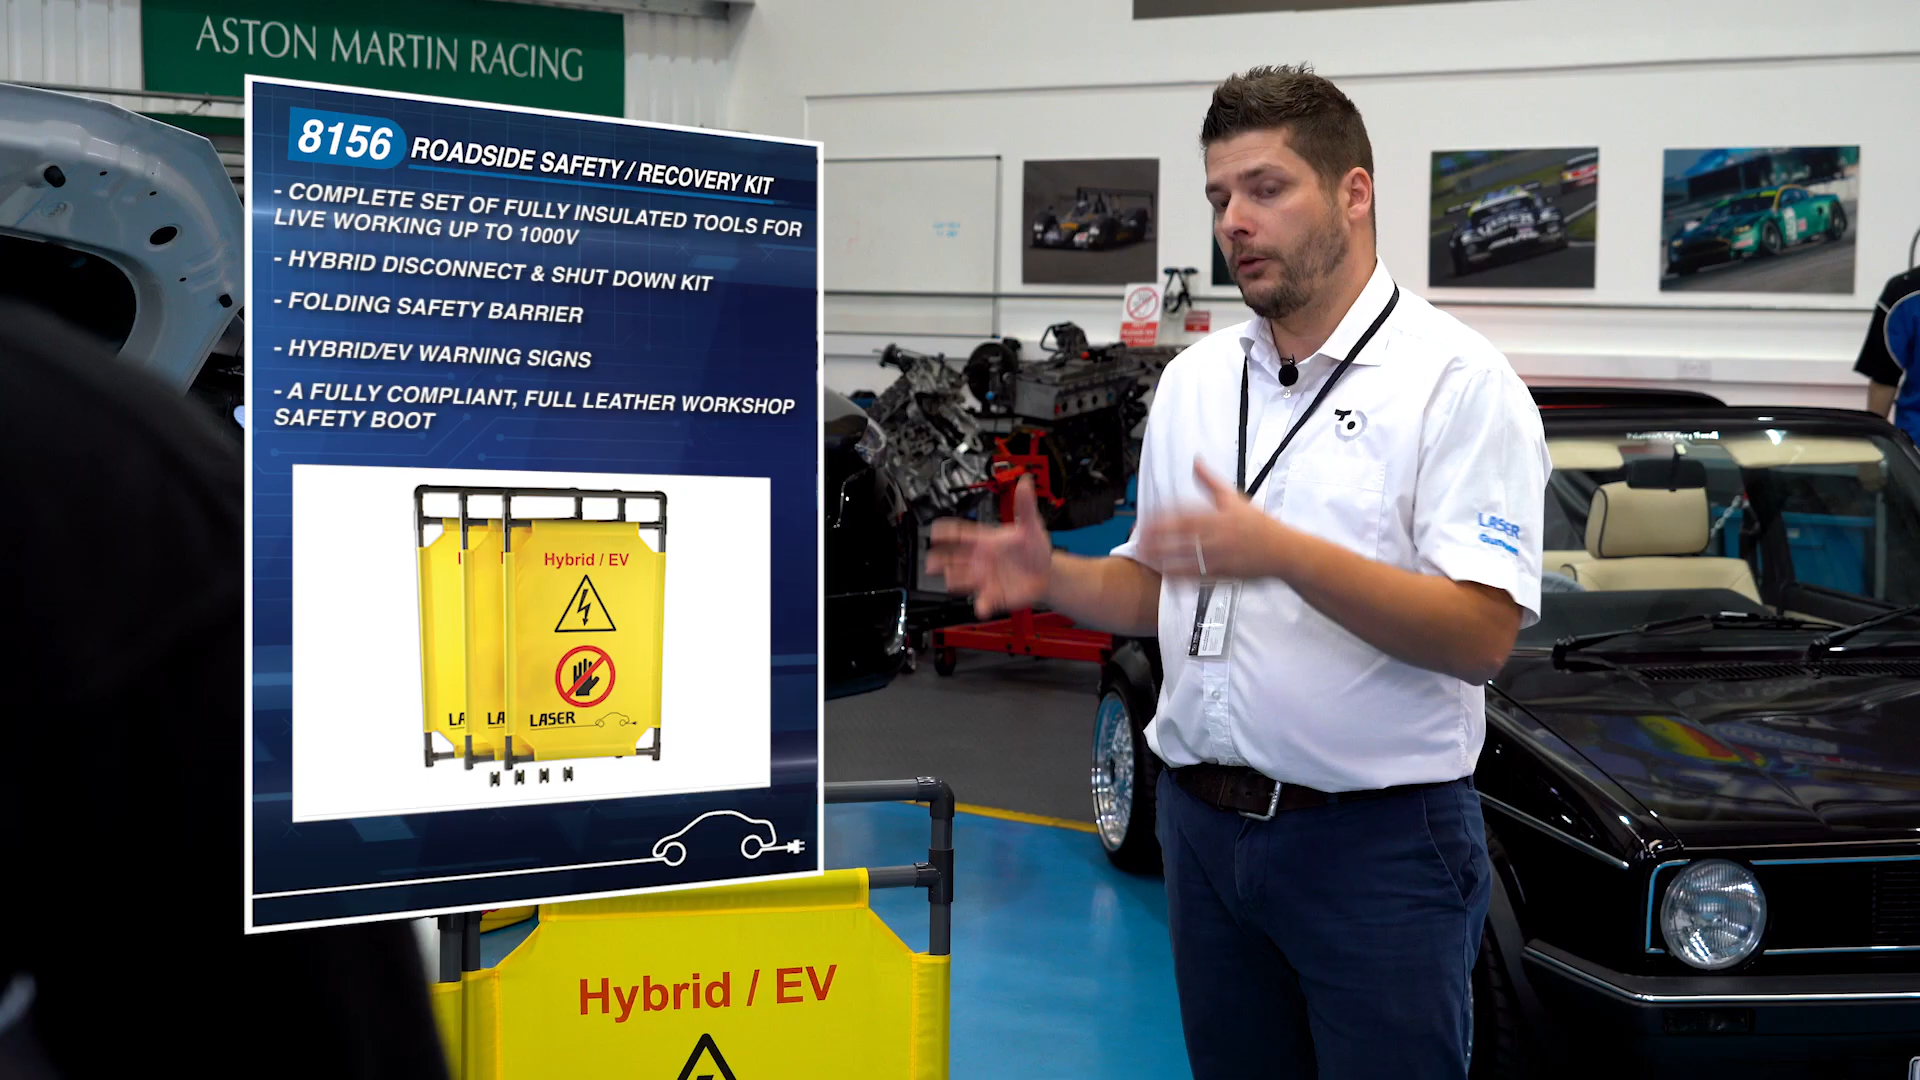 ASTON MARTIN RACING
8156 ROADSIDE SAFETY / RECOVERY KIT
- COMPLETE SET OF FULLY INSULATED TOOLS FOR
LIVE WORKING UP TO 1000V
- HYBRID DISCONNECT & SHUT DOWN KIT
- FOLDING SAFETY BARRIER
- HYBRID/EV WARNING SIGNS
- A FULLY COMPLIANT, FULL LEATHER WORKSHOP
SAFETY BOOT
Hybrid / EV
LA
LA
LASER
LASER
Hybrid / EV